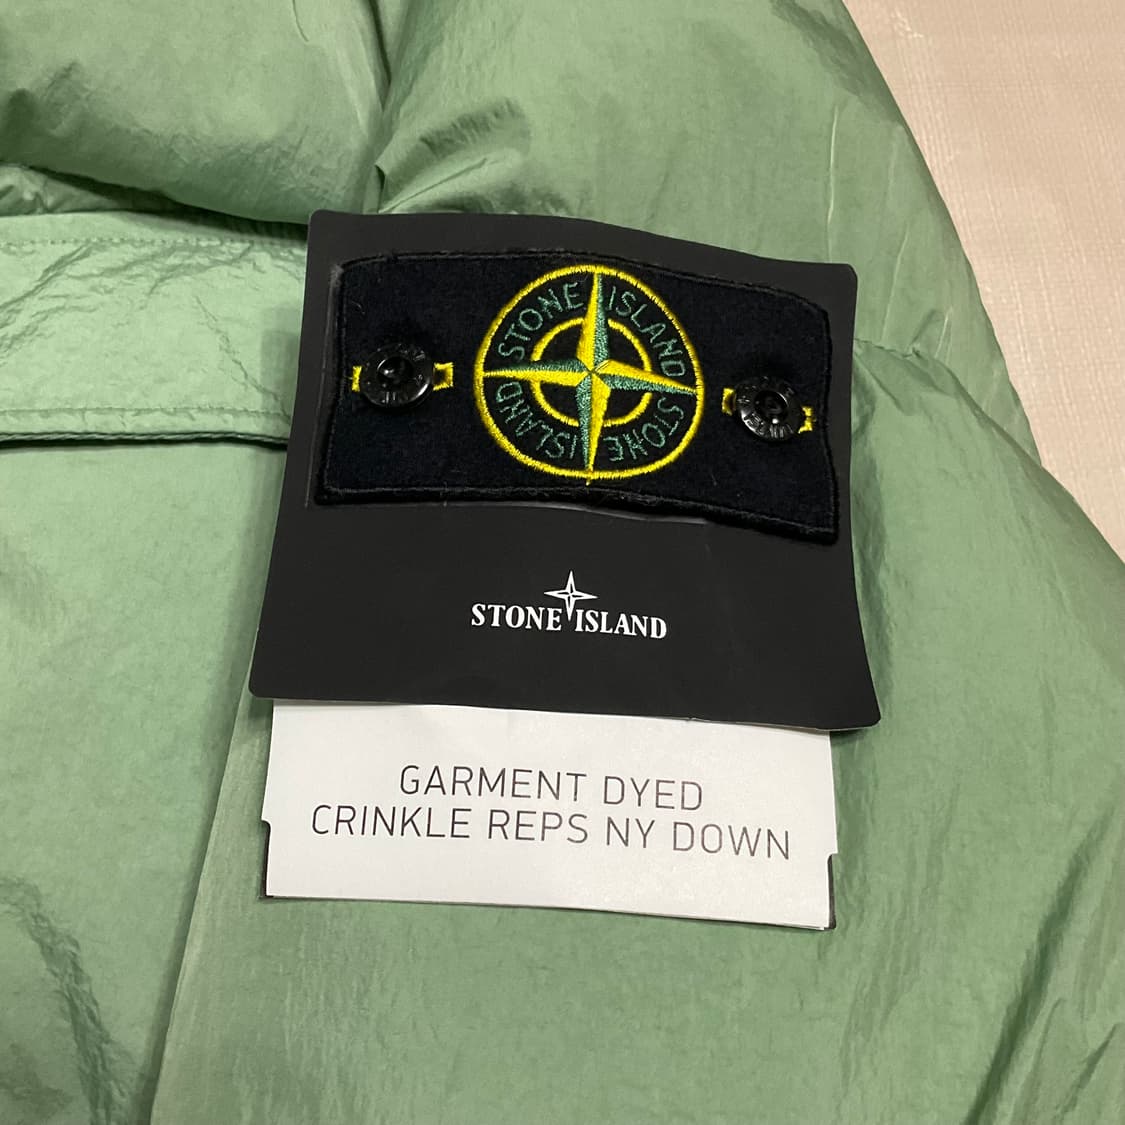 STONE ISLAND
STONE ISLAND
STONE ISLAND
GARMENT DYED
CRINKLE REPS NY DOWN